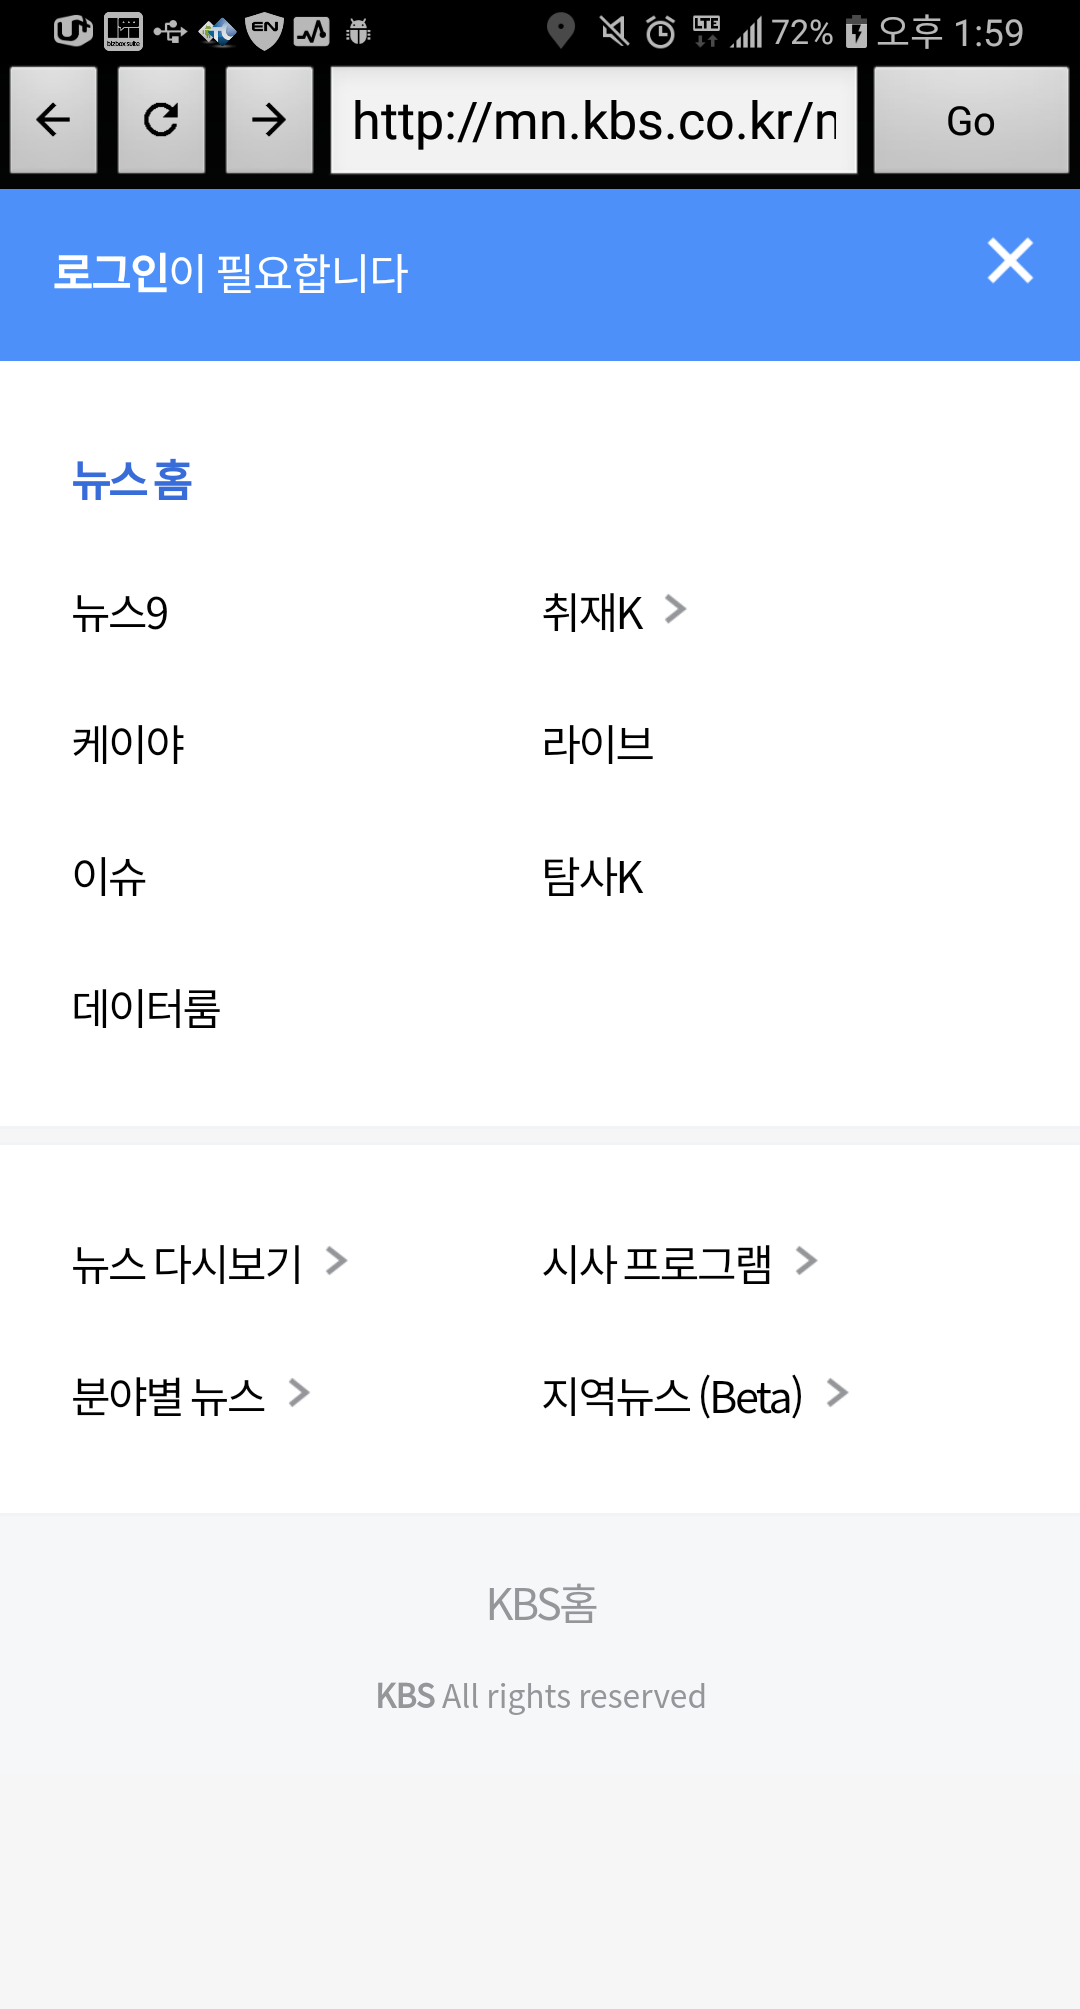 72% 오후 1:59
http://mn.kbs.co.kr/n
Go
로그인이 필요합니다
뉴스 홈
뉴스9
취재K
케이야
라이브
이슈
탐사K
데이터룸
뉴스 다시보기
시사 프로그램
분야별 뉴스
지역뉴스 (Beta)
KBS홈
KBS All rights reserved